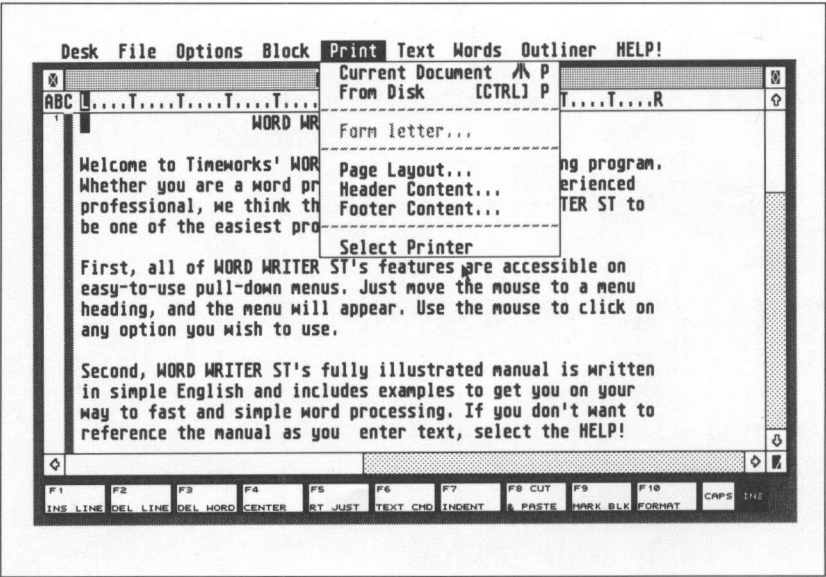 Desk File Options Block Print Text Words Outliner HELP!
Current Document P
From Disk [CTRL] P
Form letter...
Page Layout...
Header Content...
Footer Content...
Select Printer
ABC L....T....T....T....T.... T....T....R
1 WORD WR
Welcome to Timeworks' WOR ng program.
Whether you are a word pr erienced
professional, we think th TER ST to
be one of the easiest pro
First, all of WORD WRITER ST's features are accessible on
easy-to-use pull-down menus. Just move the mouse to a menu
heading, and the menu will appear. Use the mouse to click on
any option you wish to use.
Second, WORD WRITER ST's fully illustrated manual is written
in simple English and includes examples to get you on your
way to fast and simple word processing. If you don't want to
reference the manual as you enter text, select the HELP!
F1 F2 F3 F4 F5 F6 F7 F8 CUT F9 F10
INS LINE DEL LINE DEL WORD CENTER RT JUST TEXT CMD INDENT & PASTE MARK BLK FORMAT CAPS INS